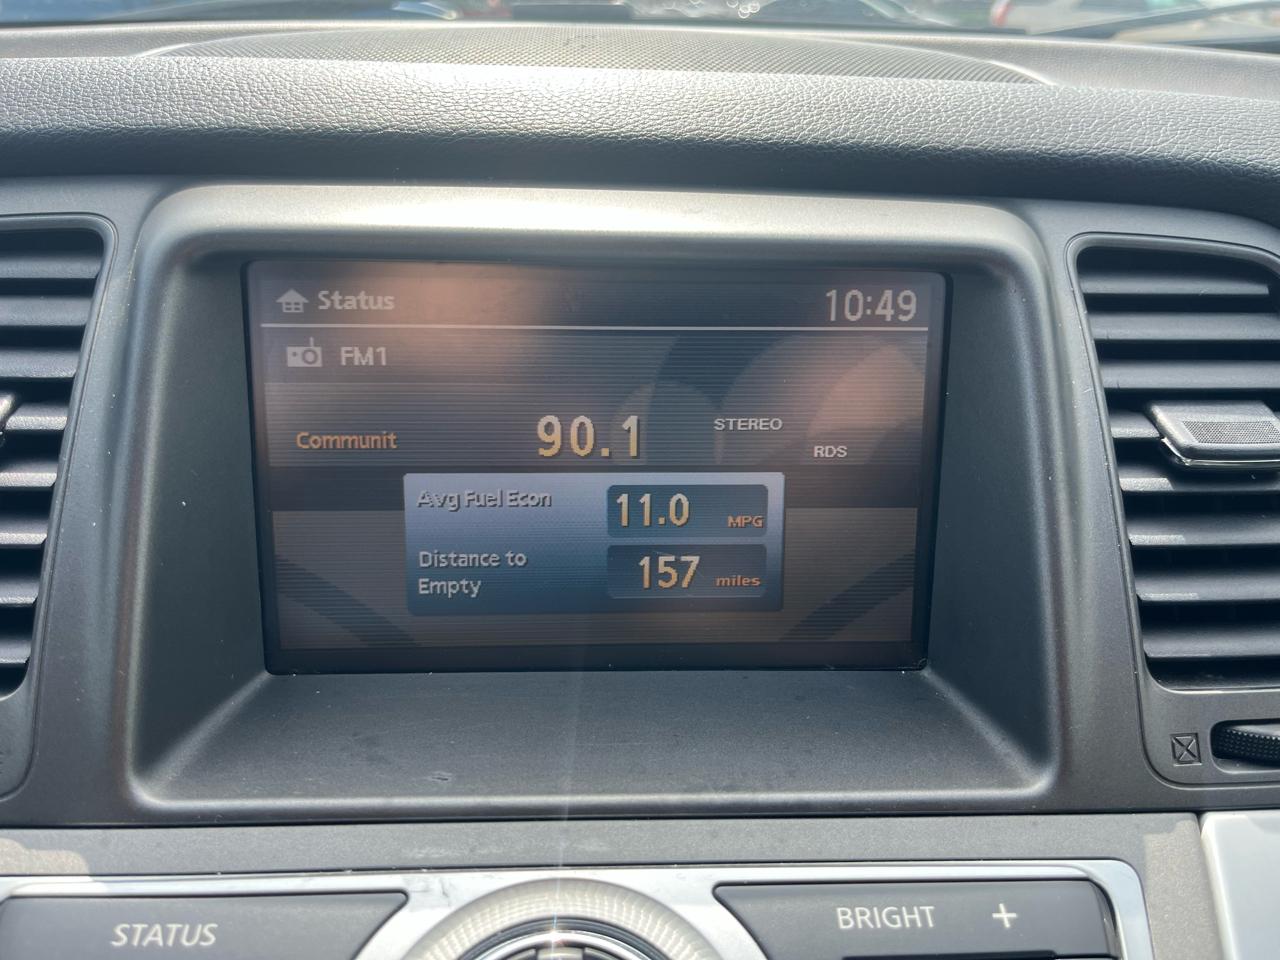 Status
10:49
FM1
Communit
90.1
STEREO
RDS
Avg Fuel Econ
11.0 MPG
Distance to
Empty
157 miles
STATUS
BRIGHT +